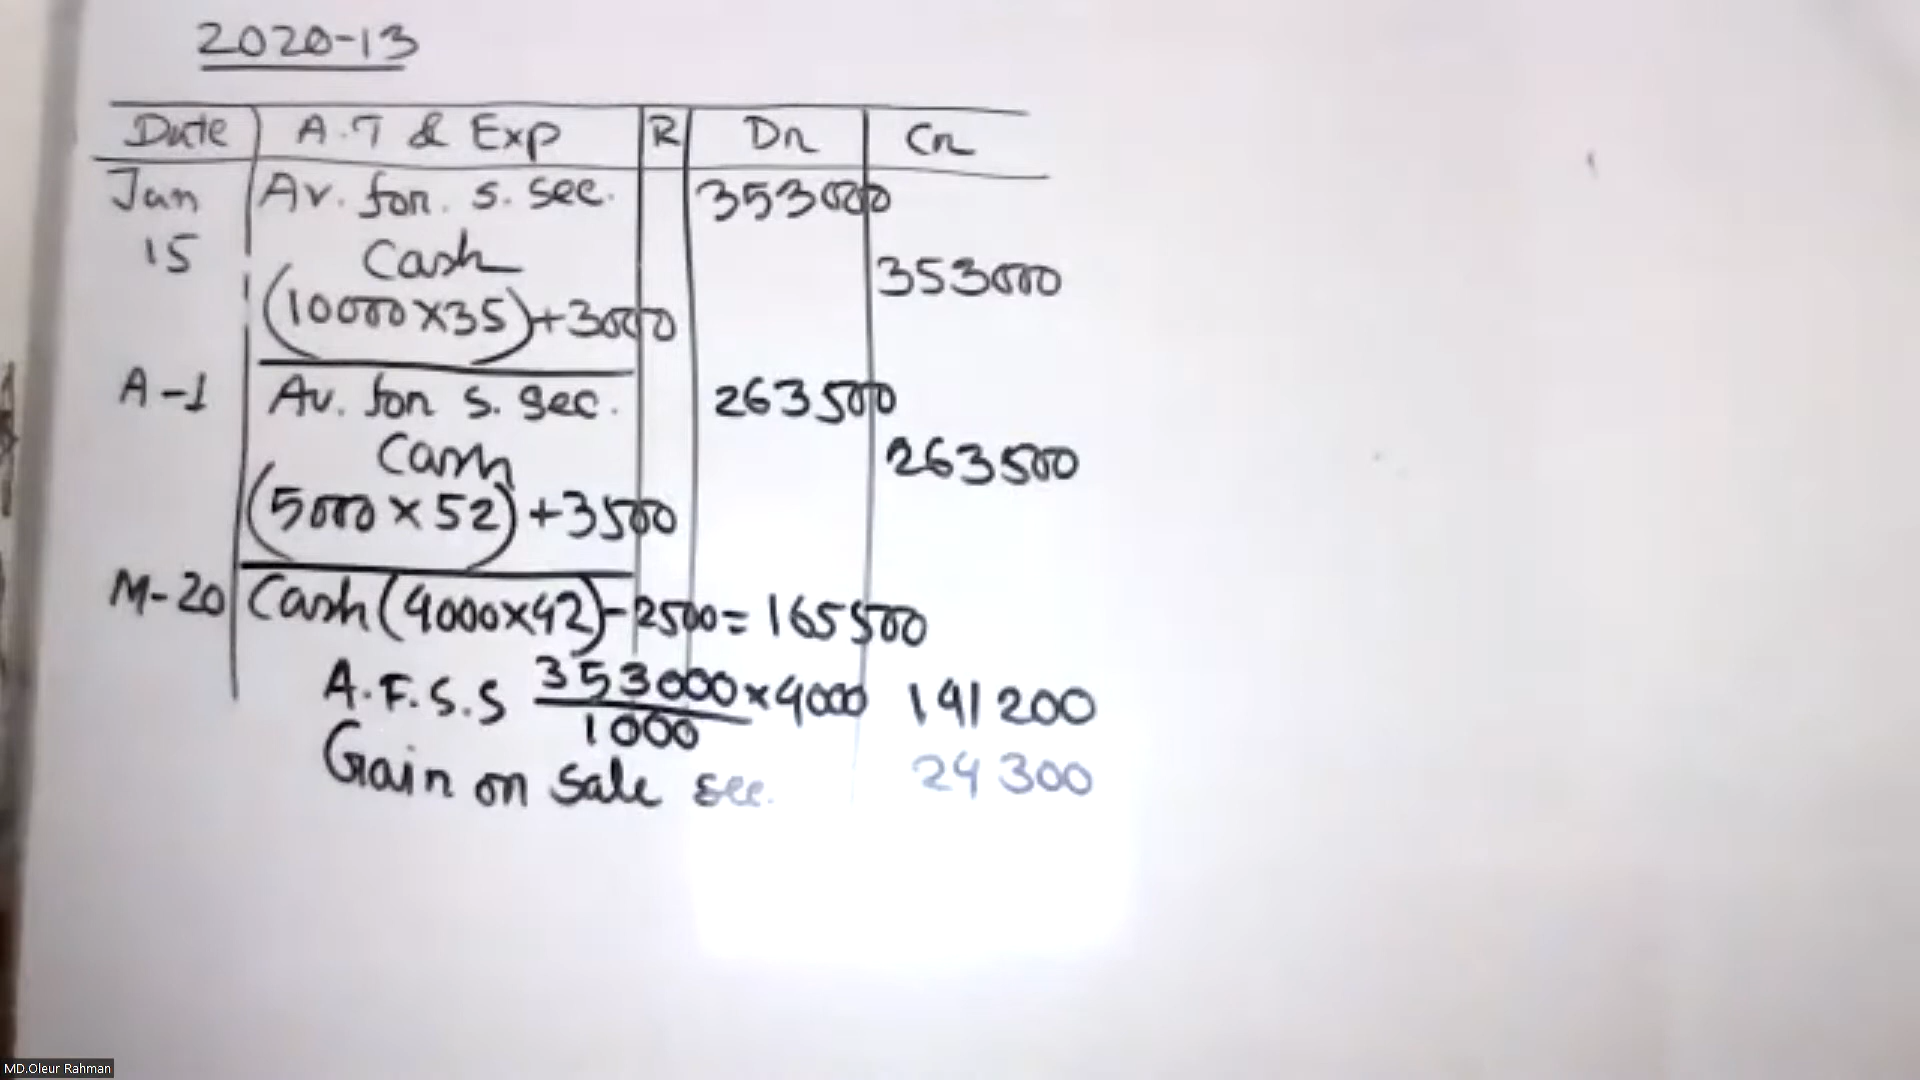 2020-13
Date A.T & Exp R Dr Cr
Jan Av. for. s. sec. 353000
15 Cash 353000
(10000×35)+3000
A-1 Av. for s. sec. 263500
Cash 263500
(5000×52)+3500
M-20 Cash (4000×42)-2500= 165500
A.F.S.S 353000×4000 141200
1000
Gain on Sale sec. 24300
MD.Oleur Rahman